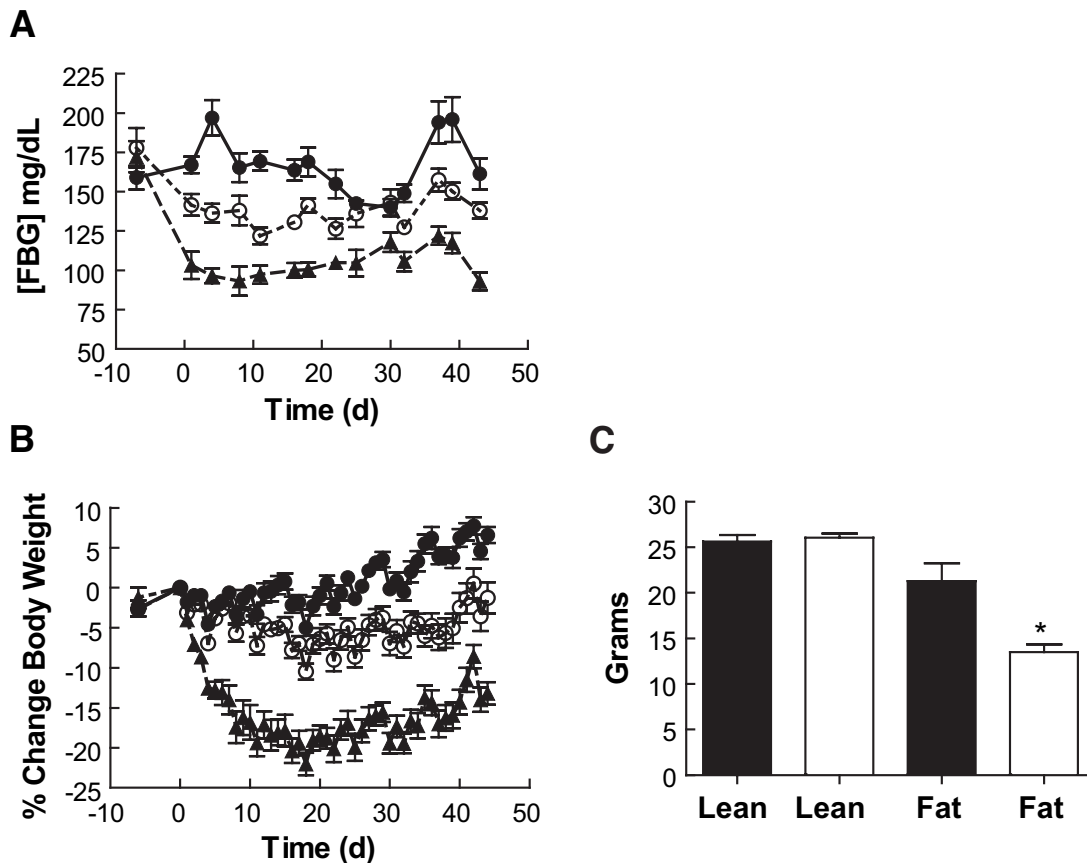 A
[FBG] mg/dL
225
200
175
150
125
100
75
50
-10 0 10 20 30 40 50
Time (d)
B
% Change Body Weight
10
5
0
-5
-10
-15
-20
-25
-10 0 10 20 30 40 50
Time (d)
C
Grams
30
25
20
15
10
5
0
*
Lean Lean Fat Fat